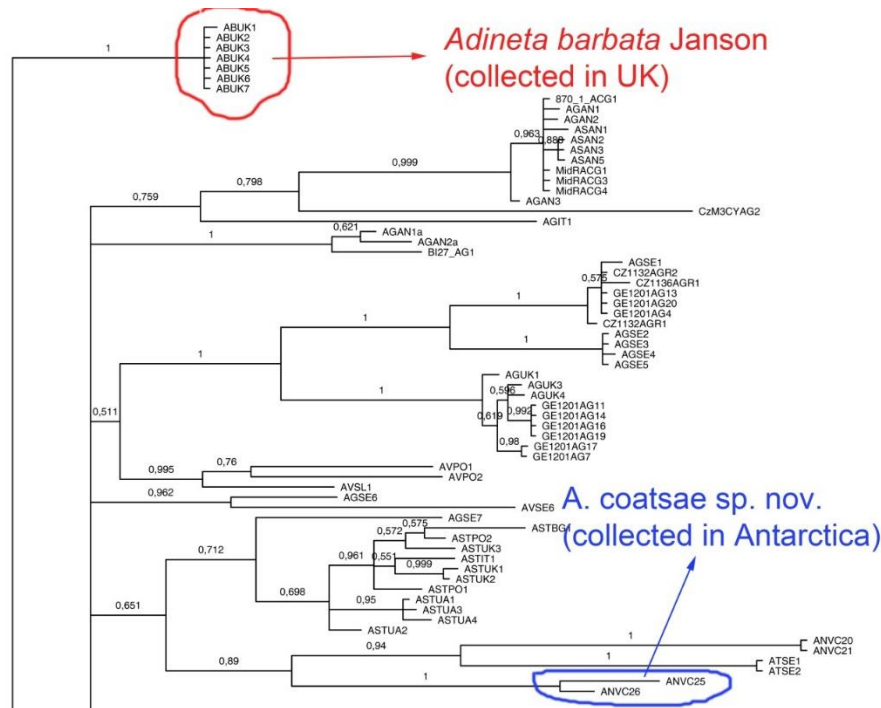 ABUK1
ABUK2
1
ABUK3
ABUK4
ABUK5
ABUK6
ABUK7
Adineta barbata Janson
(collected in UK)
870_1_ACG1
AGAN1
AGAN2
ASAN1
0,963
0,888
ASAN2
ASAN3
ASAN5
0,999
MidRACG1
MidRACG3
MidRACG4
0,798
AGAN3
0,759
CzM3CYAG2
AGIT1
0,621
AGAN1a
1
AGAN2a
BI27_AG1
AGSE1
0,575
CZ1132AGR2
CZ1136AGR1
GE1201AG13
1
GE1201AG20
GE1201AG4
CZ1132AGR1
1
AGSE2
1
AGSE3
AGSE4
AGSE5
1
AGUK1
1
0,596
AGUK3
AGUK4
0,511
0,619
0,992
GE1201AG11
GE1201AG14
GE1201AG16
GE1201AG19
0,98
GE1201AG17
GE1201AG7
0,76
AVPO1
0,995
AVPO2
AVSL1
0,962
AGSE6
AVSE6
A. coatsae sp. nov.
(collected in Antarctica)
AGSE7
0,575
ASTBG1
0,572
ASTPO2
0,712
ASTUK3
0,961
0,551
ASTIT1
0,999
ASTUK1
ASTUK2
ASTPO1
0,698
0,95
ASTUA1
ASTUA3
ASTUA4
0,651
ASTUA2
1
ANVC20
0,94
ANVC21
1
ATSE1
0,89
ATSE2
1
ANVC25
ANVC26